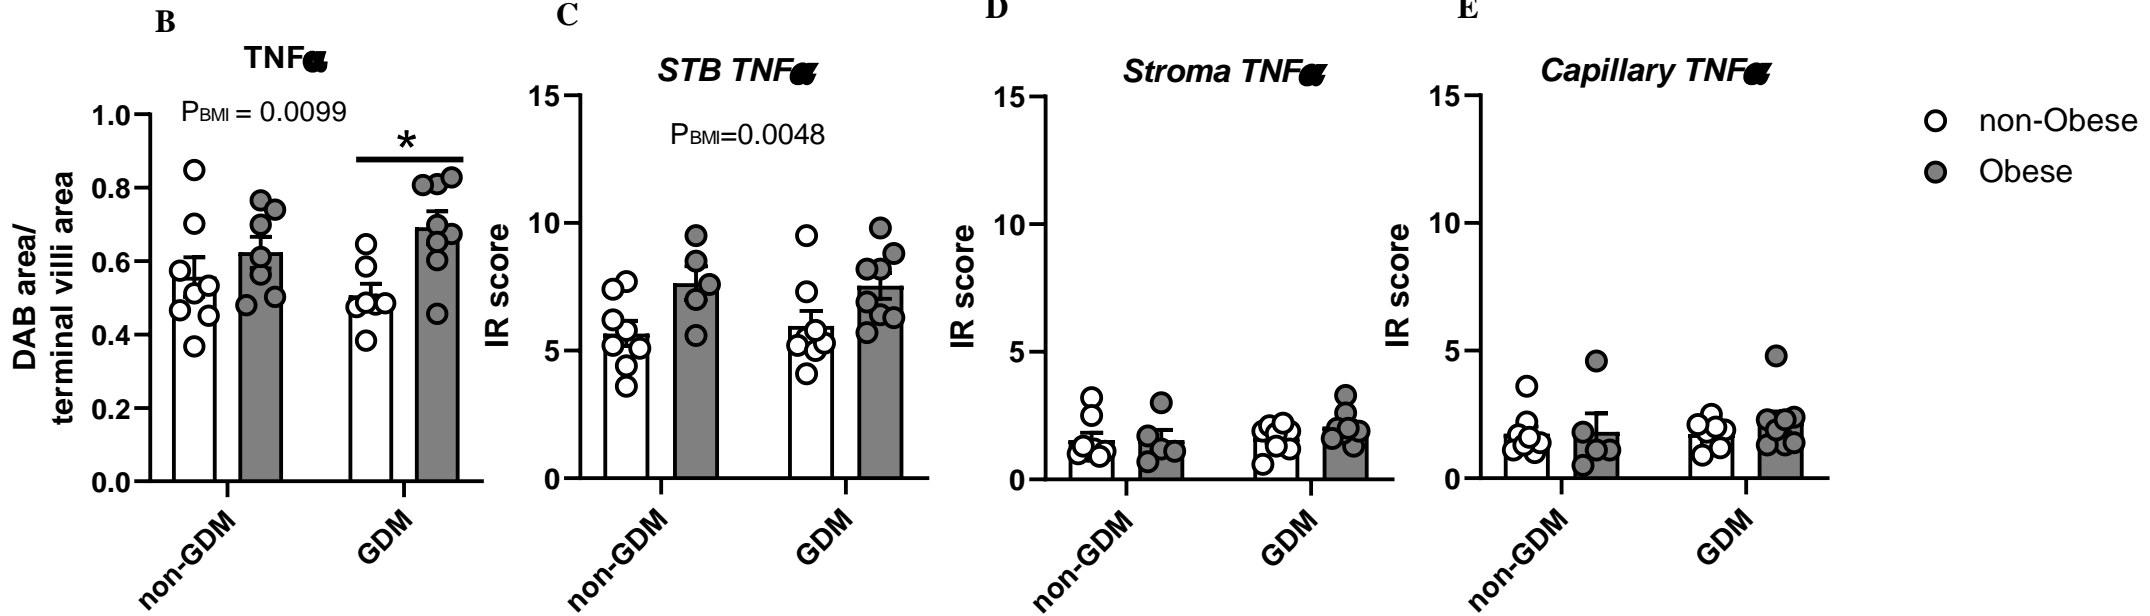 B
TNFα
PBMI = 0.0099
*
DAB area/
terminal villi area
1.0
0.8
0.6
0.4
0.2
0.0
non-GDM
GDM
C
STB TNFα
PBMI=0.0048
IR score
15
10
5
0
non-GDM
GDM
D
Stroma TNFα
IR score
15
10
5
0
non-GDM
GDM
E
Capillary TNFα
IR score
15
10
5
0
non-GDM
GDM
non-Obese
Obese